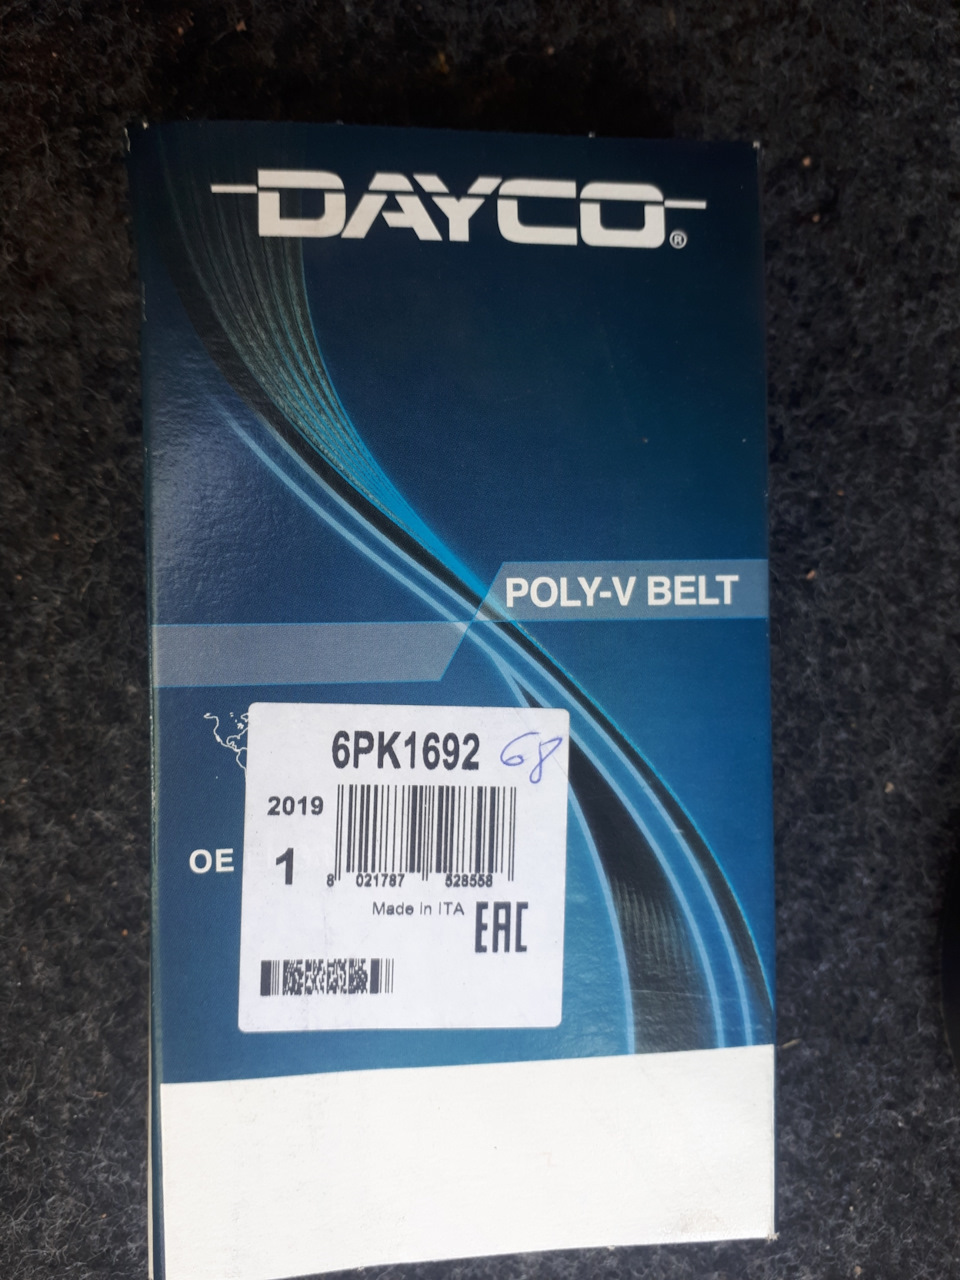 DAYCO®
POLY-V BELT
6PK1692 68
2019
OE 1
8 021787 528558
Made in ITA
EAC